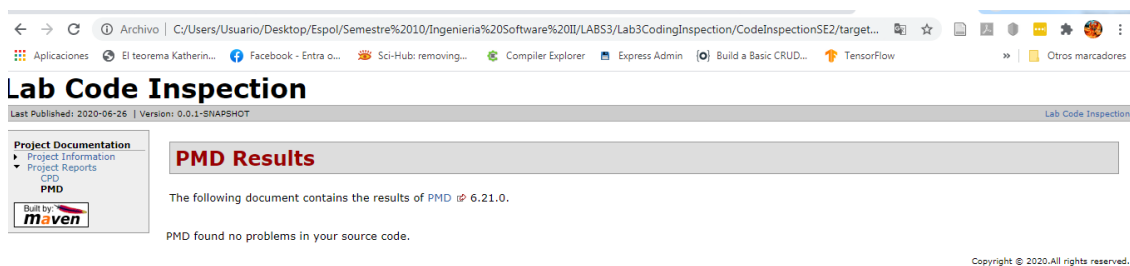 Archivo | C:/Users/Usuario/Desktop/Espol/Semestre%2010/Ingenieria%20Software%20II/LABS3/Lab3CodingInspection/CodeInspectionSE2/target...
Aplicaciones El teorema Katherin... Facebook - Entra o... Sci-Hub: removing... Compiler Explorer Express Admin {o} Build a Basic CRUD... TensorFlow » Otros marcadores
Lab Code Inspection
Last Published: 2020-06-26 | Version: 0.0.1-SNAPSHOT Lab Code Inspection
Project Documentation
Project Information
Project Reports
CPD
PMD
Built by:
maven
PMD Results
The following document contains the results of PMD 6.21.0.
PMD found no problems in your source code.
Copyright © 2020.All rights reserved.